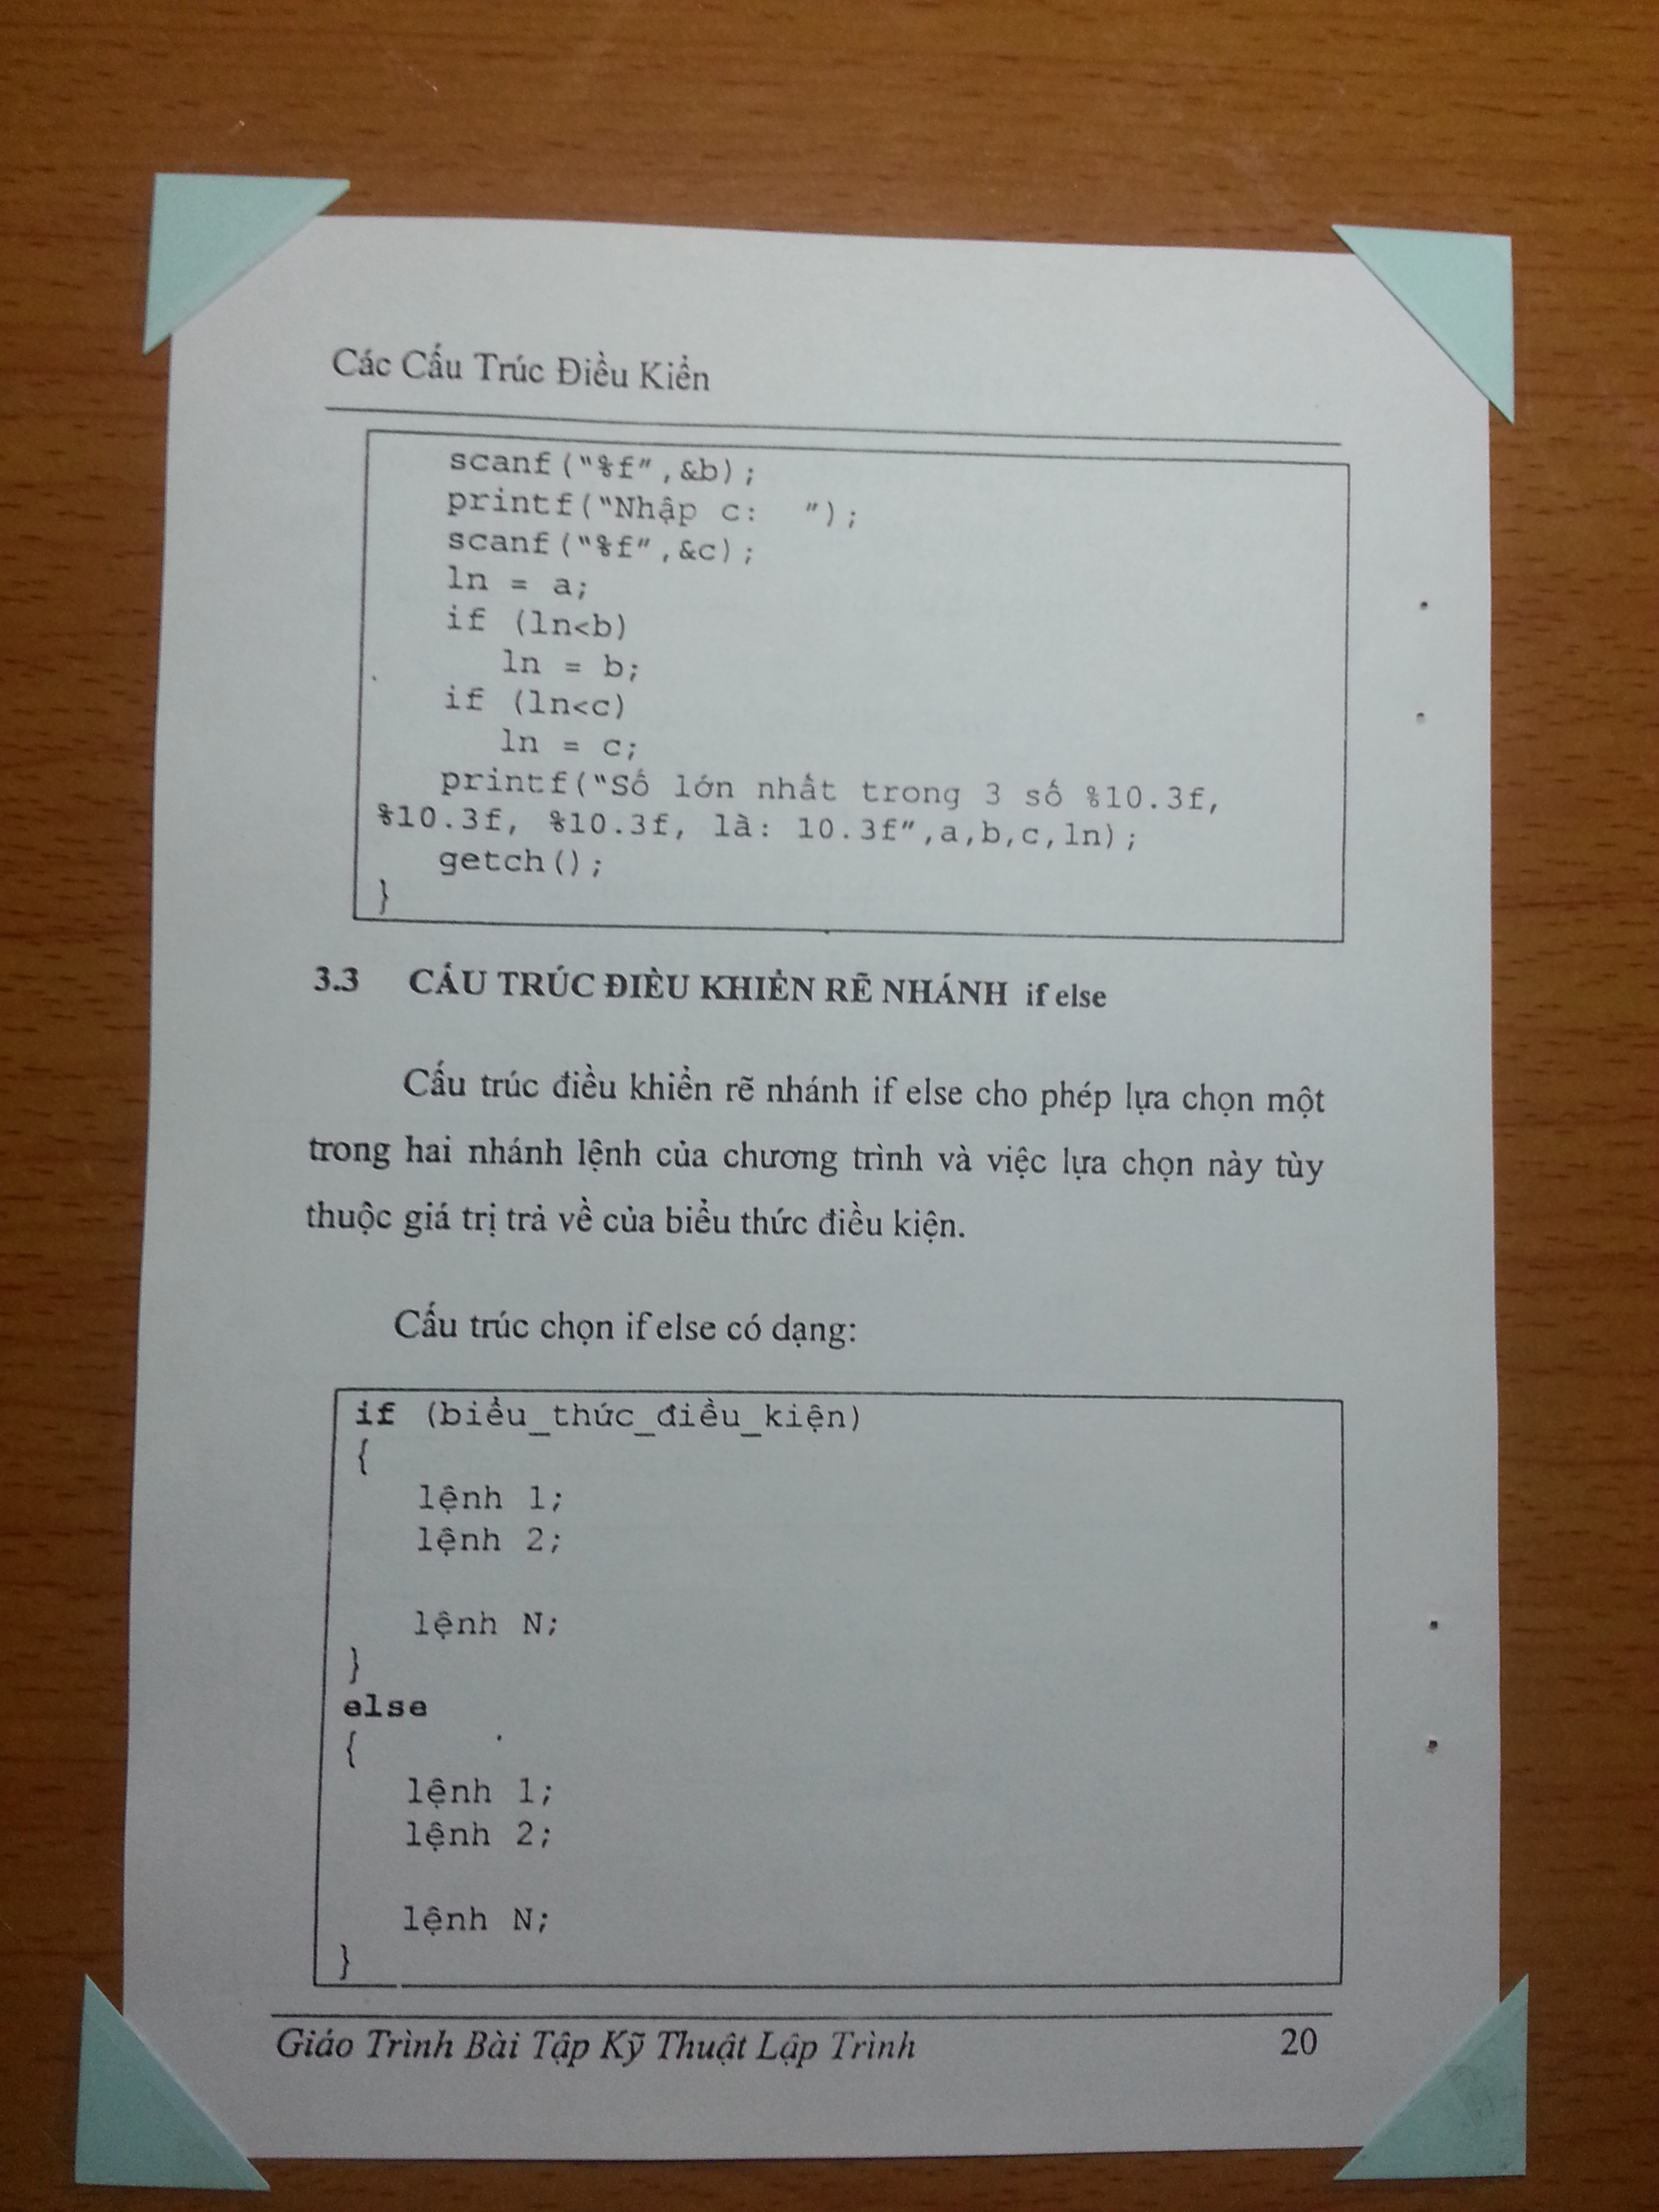 Các Cấu Trúc Điều Kiển
scanf("%f",&b);
printf("Nhập c:  ");
scanf("%f",&c);
ln = a;
if (ln<b)
ln = b;
if (ln<c)
ln = c;
printf("Số lớn nhất trong 3 số %10.3f,
%10.3f, %10.3f, là: 10.3f",a,b,c,ln);
getch();
}
3.3 CẤU TRÚC ĐIỀU KHIỂN RẼ NHÁNH if else
Cấu trúc điều khiển rẽ nhánh if else cho phép lựa chọn một
trong hai nhánh lệnh của chương trình và việc lựa chọn này tùy
thuộc giá trị trả về của biểu thức điều kiện.
Cấu trúc chọn if else có dạng:
if (biểu_thức_điều_kiện)
{
lệnh 1;
lệnh 2;
lệnh N;
}
else
{
lệnh 1;
lệnh 2;
lệnh N;
}
Giáo Trình Bài Tập Kỹ Thuật Lập Trình 20